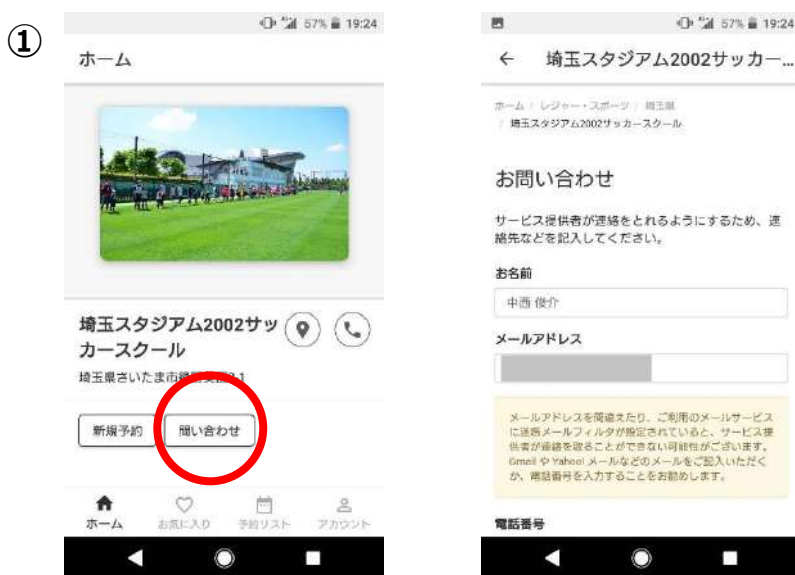 ①
57% 19:24
ホーム
埼玉スタジアム2002サッ
カースクール
埼玉県さいたま市緑区美園2-1
新規予約
問い合わせ
ホーム
お気に入り
予約リスト
アカウント
57% 19:24
← 埼玉スタジアム2002サッカー...
ホーム / レジャー・スポーツ / 埼玉県
/ 埼玉スタジアム2002サッカースクール
お問い合わせ
サービス提供者が連絡をとれるようにするため、連
絡先などを記入してください。
お名前
中西 俊介
メールアドレス
メールアドレスを間違えたり、ご利用のメールサービス
に迷惑メールフィルタが設定されていると、サービス提
供者が連絡を取ることができない可能性がございます。
Gmail や Yahoo! メールなどのメールをご記入いただく
か、電話番号を入力することをお勧めします。
電話番号